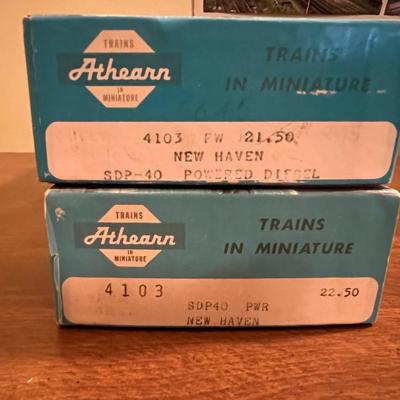 TRAINS
Athearn
IN
MINIATURE
TRAINS
IN MINIATURE
4103 PW 21.50
NEW HAVEN
SDP-40 POWERED DIESEL
TRAINS
Athearn
IN
MINIATURE
TRAINS
IN MINIATURE
4103 22.50
SDP40 PWR
NEW HAVEN